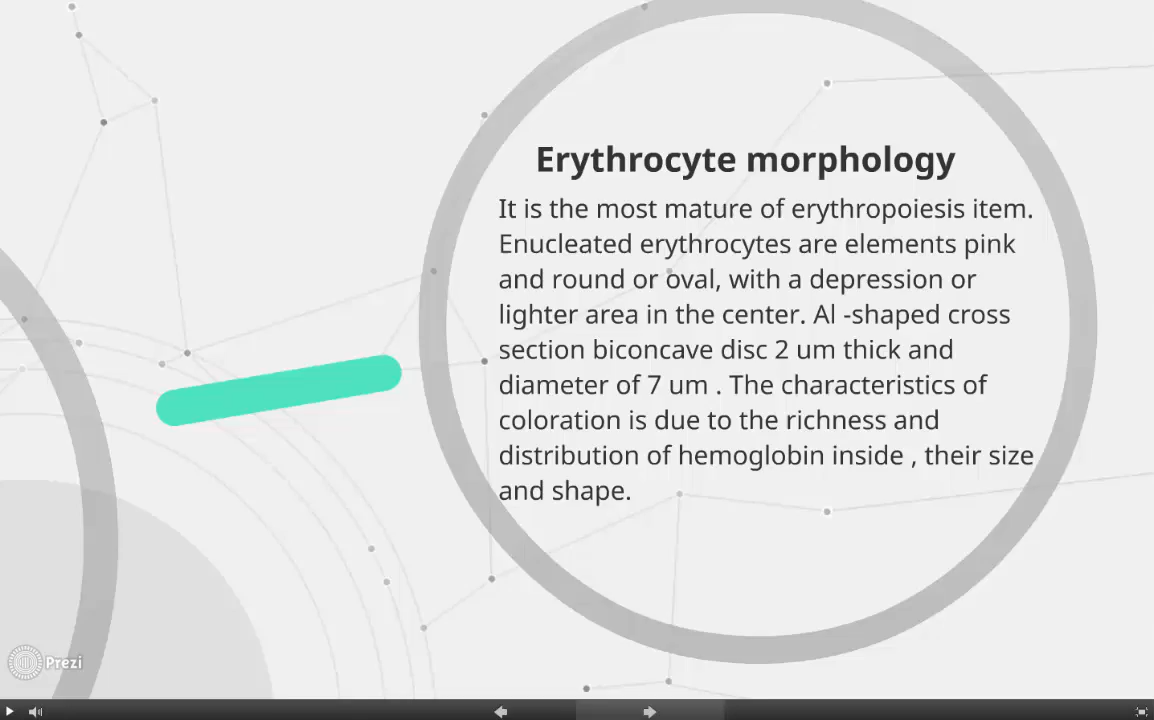 Erythrocyte morphology
It is the most mature of erythropoiesis item.
Enucleated erythrocytes are elements pink
and round or oval, with a depression or
lighter area in the center. Al -shaped cross
section biconcave disc 2 um thick and
diameter of 7 um . The characteristics of
coloration is due to the richness and
distribution of hemoglobin inside , their size
and shape.
Prezi